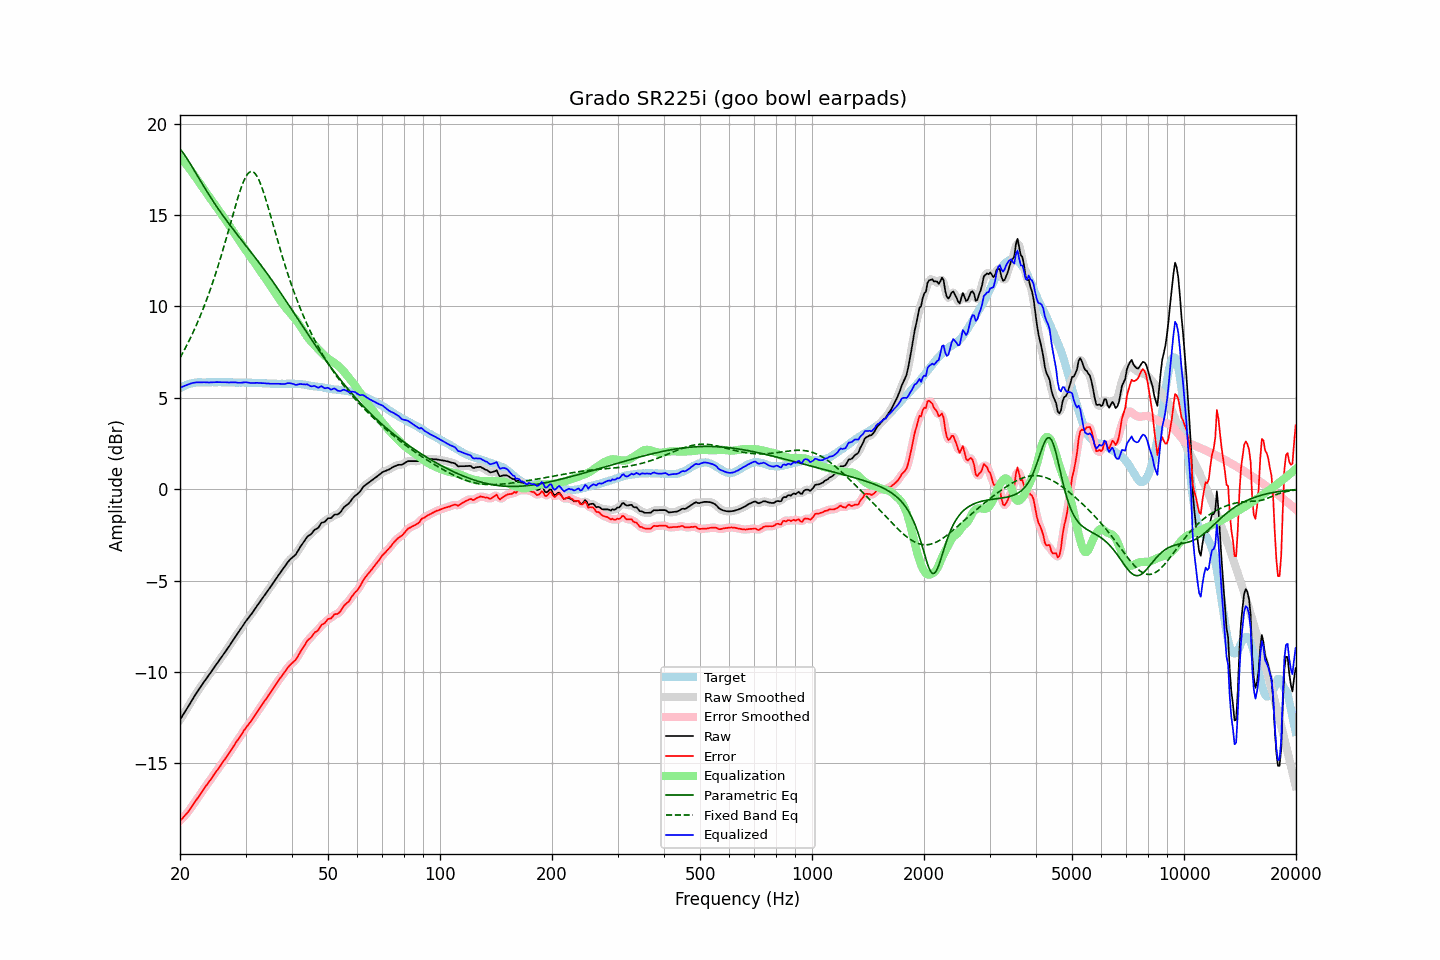 Grado SR225i (goo bowl earpads)
Amplitude (dBr)
20
15
10
5
0
−5
−10
−15
Target
Raw Smoothed
Error Smoothed
Raw
Error
Equalization
Parametric Eq
Fixed Band Eq
Equalized
20 50 100 200 500 1000 2000 5000 10000 20000
Frequency (Hz)